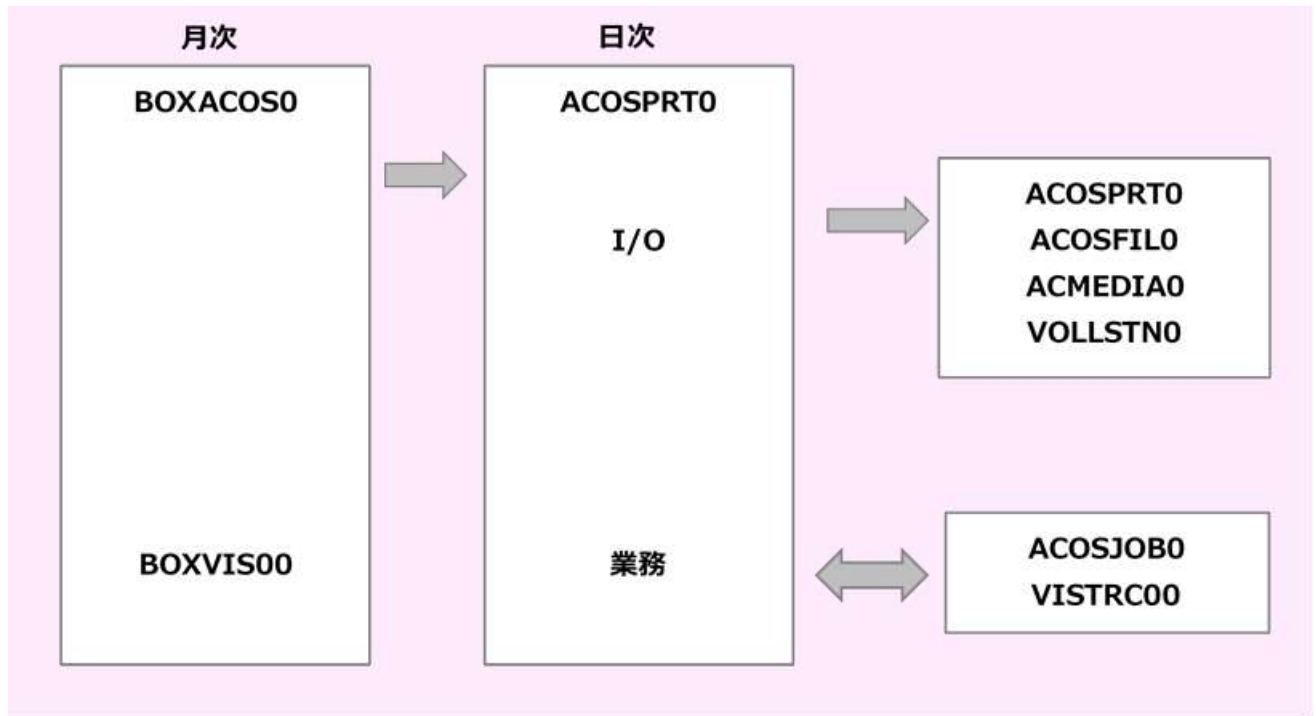 月次
BOXACOS0
BOXVIS00
日次
ACOSPRT0
I/O
業務
ACOSPRT0
ACOSFIL0
ACMEDIA0
VOLLSTN0
ACOSJOB0
VISTRC00